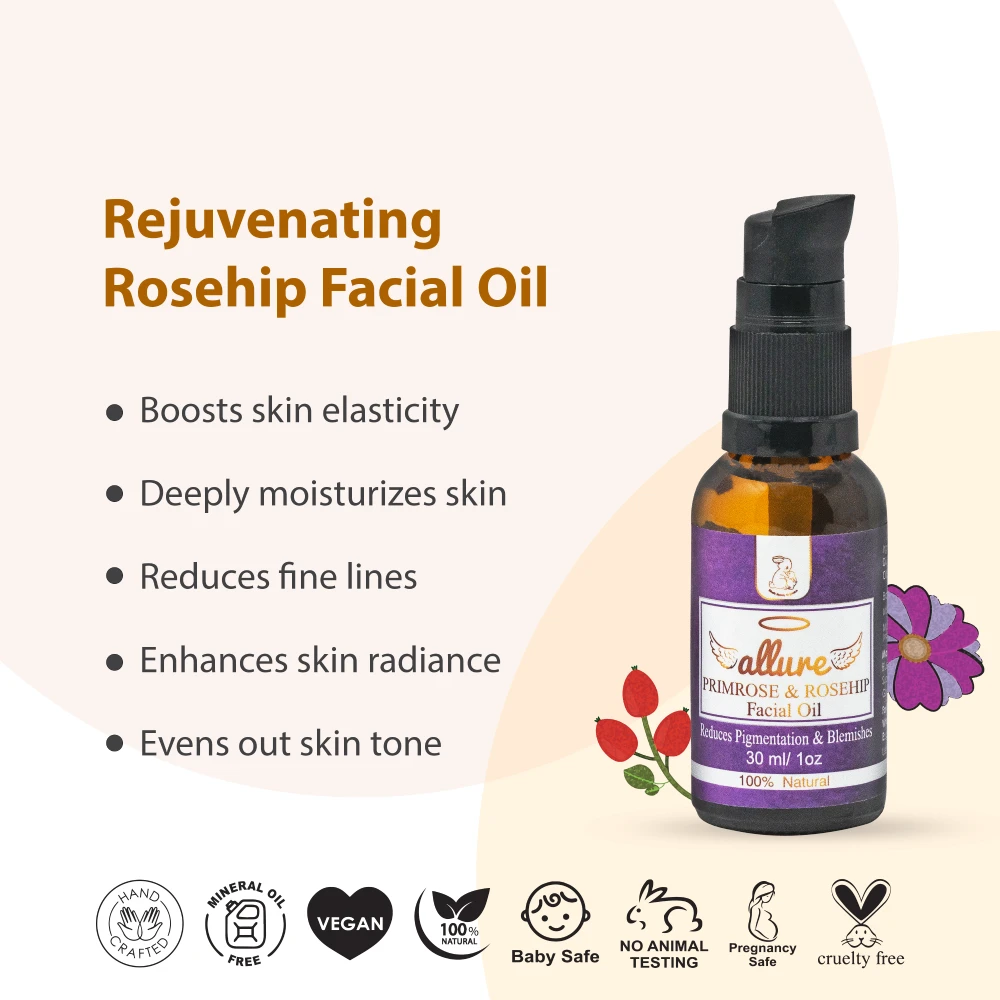 Rejuvenating
Rosehip Facial Oil
Boosts skin elasticity
Deeply moisturizes skin
Reduces fine lines
Enhances skin radiance
Evens out skin tone
allure
PRIMROSE & ROSEHIP
Facial Oil
Reduces Pigmentation & Blemishes
30 ml/ 1oz
100% Natural
HAND
CRAFTED
MINERAL OIL
FREE
VEGAN
100%
NATURAL
Baby Safe
NO ANIMAL
TESTING
Pregnancy
Safe
cruelty free